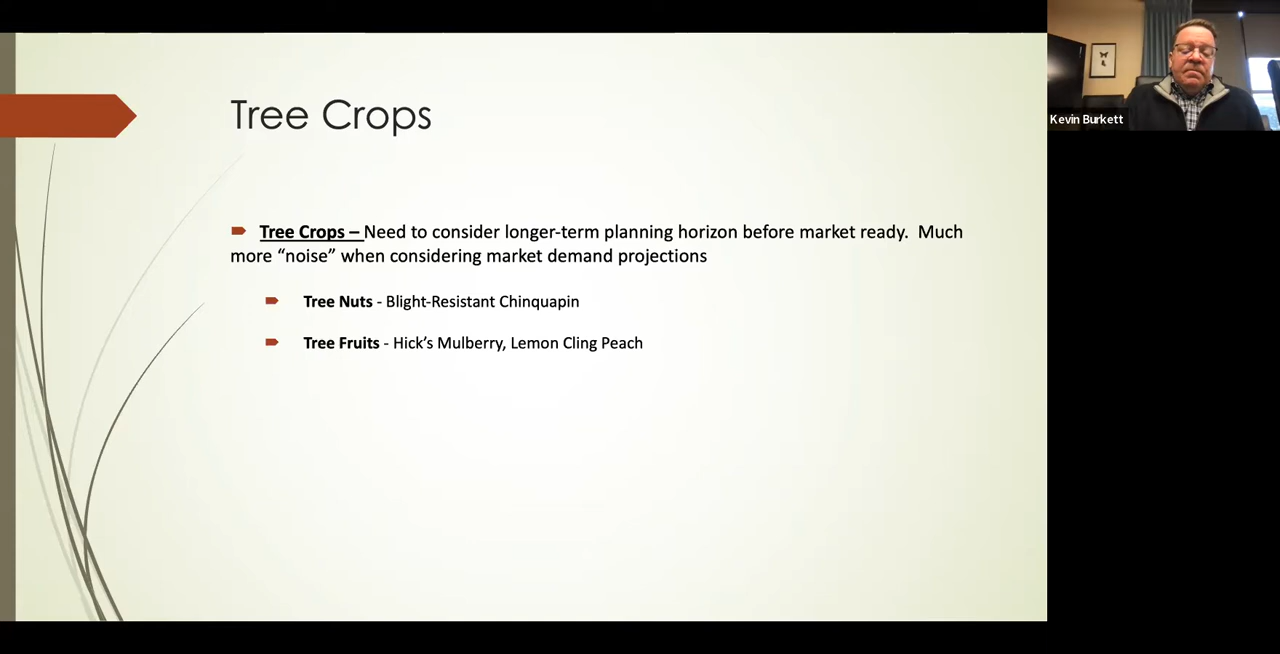 Tree Crops
Tree Crops – Need to consider longer-term planning horizon before market ready.  Much
more “noise” when considering market demand projections
Tree Nuts - Blight-Resistant Chinquapin
Tree Fruits - Hick’s Mulberry, Lemon Cling Peach
Kevin Burkett